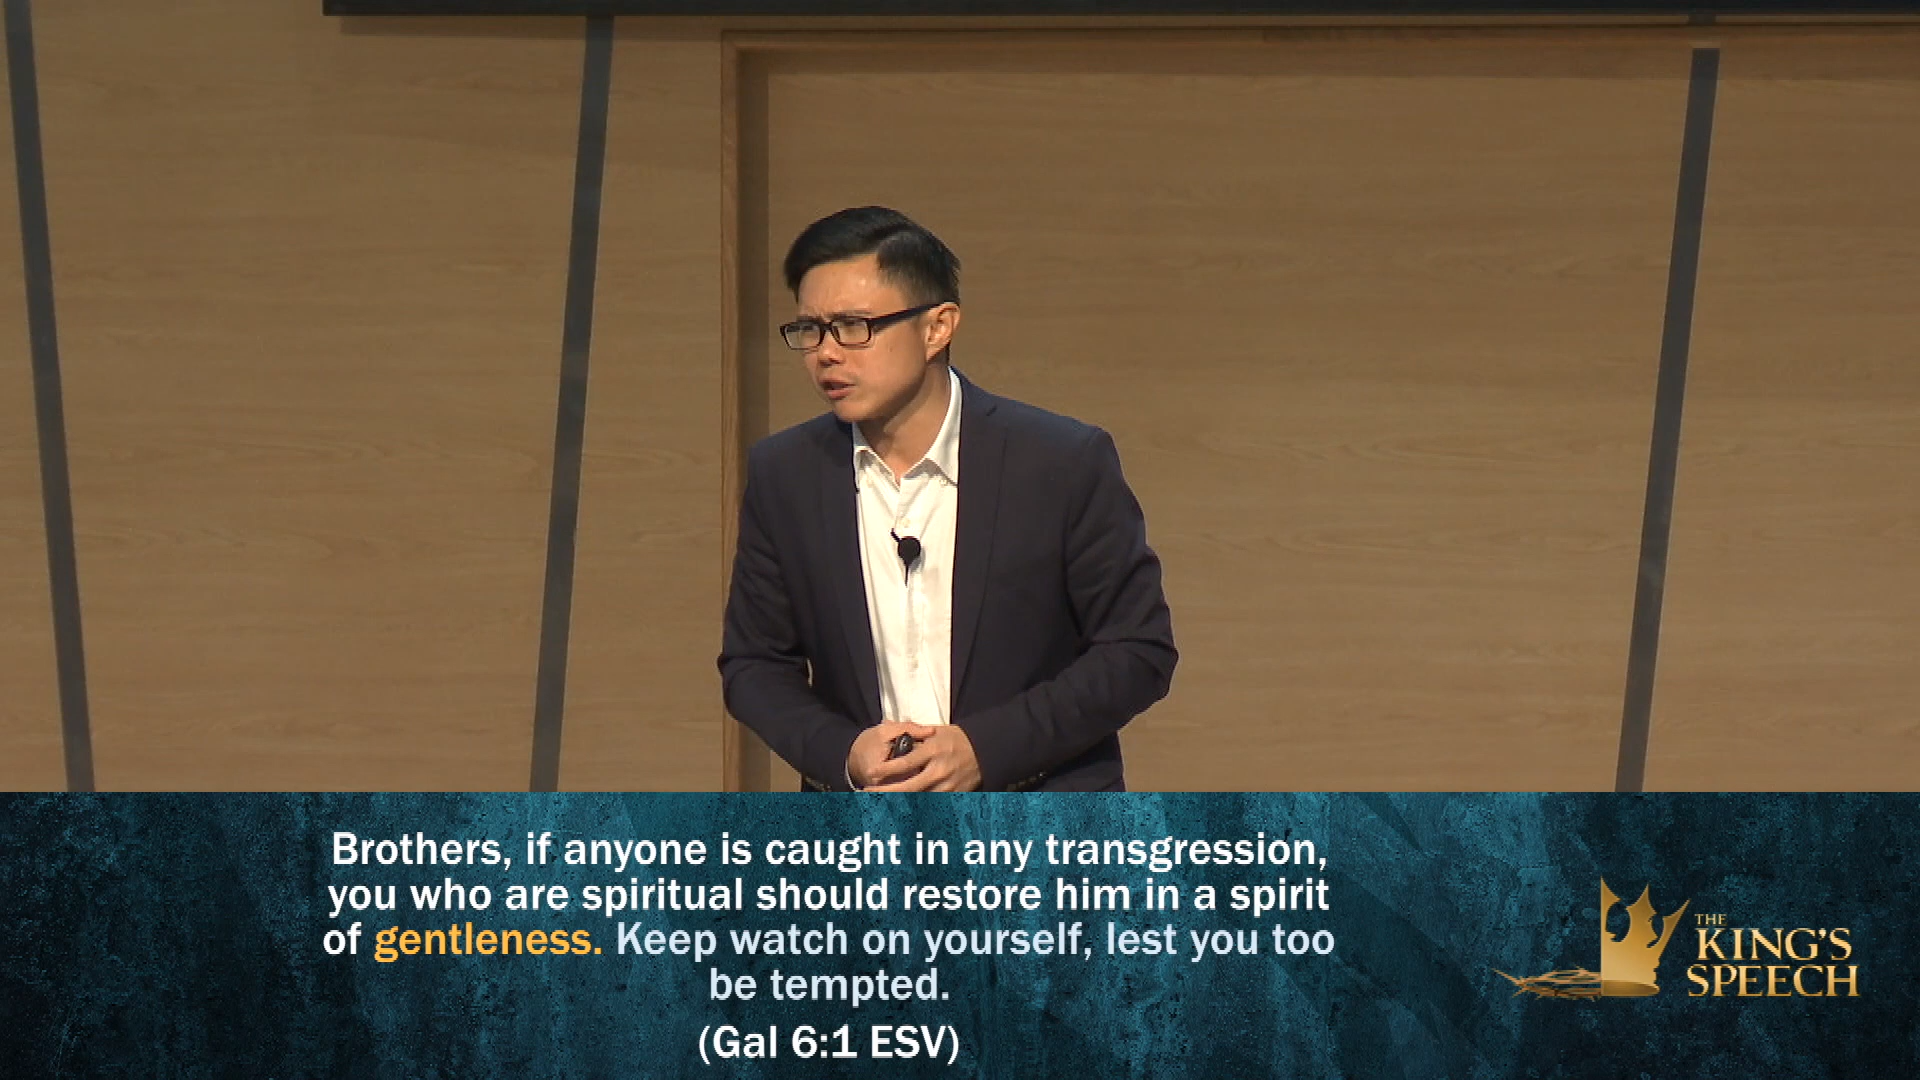 Brothers, if anyone is caught in any transgression,
you who are spiritual should restore him in a spirit
of gentleness. Keep watch on yourself, lest you too
be tempted.
(Gal 6:1 ESV)
THE
KING'S
SPEECH